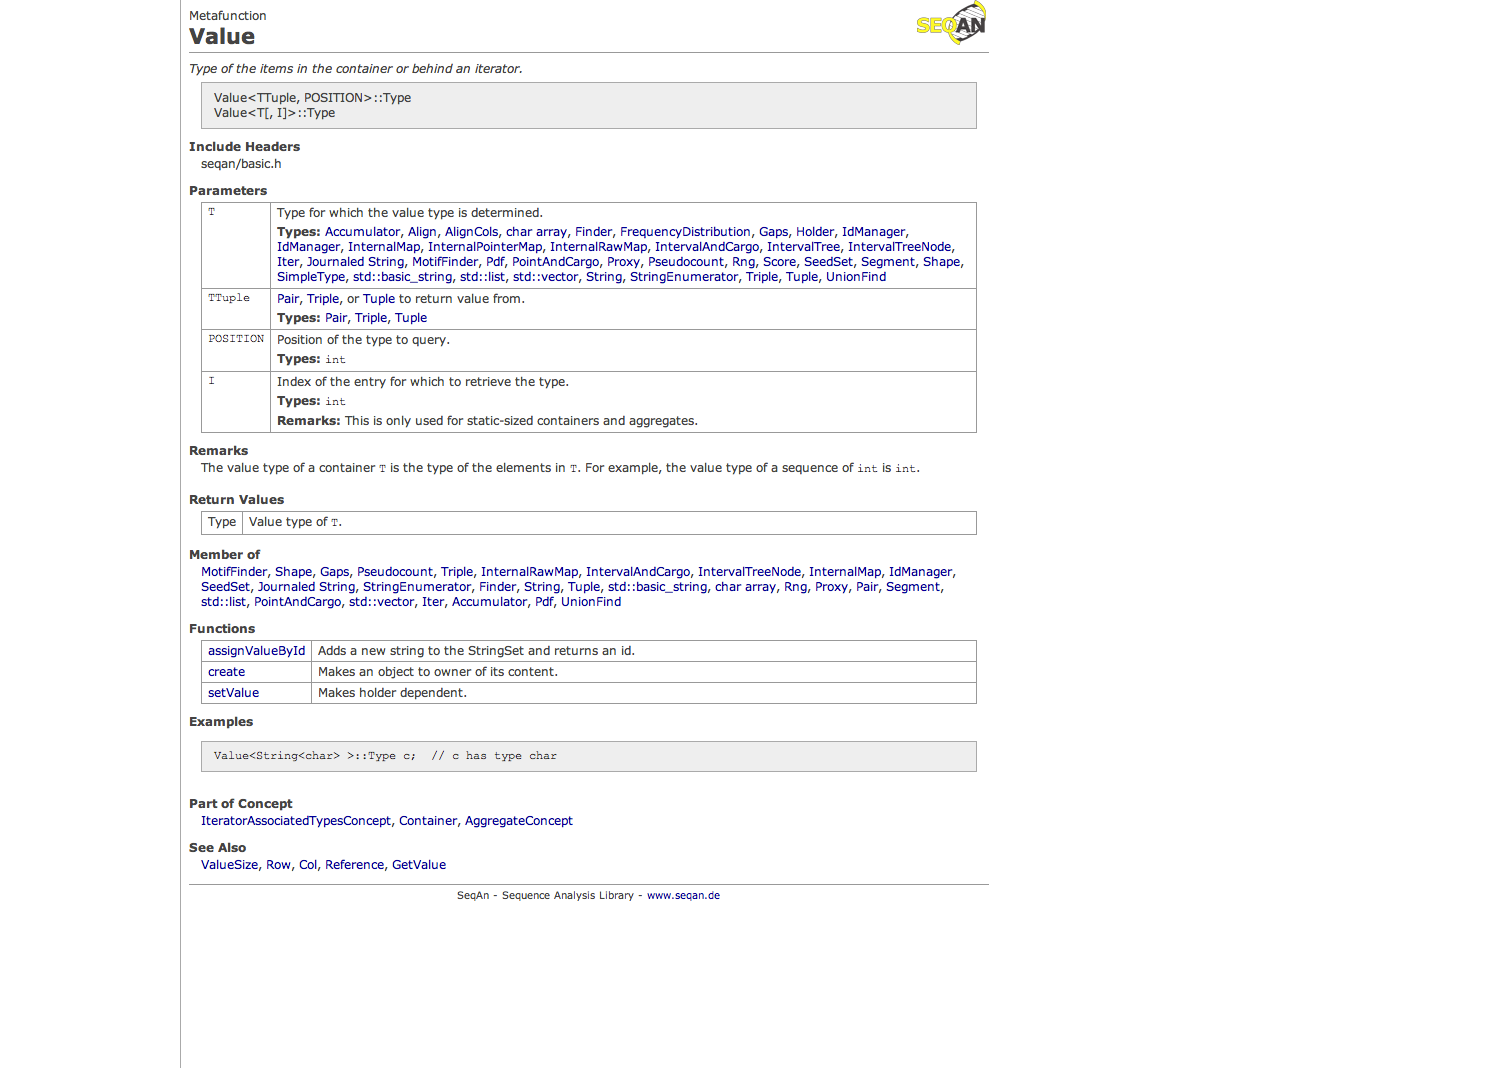 Metafunction
SEQAN
Value
Type of the items in the container or behind an iterator.
Value<TTuple, POSITION>::Type
Value<T[, I]>::Type
Include Headers
seqan/basic.h
Parameters
T Type for which the value type is determined.
Types: Accumulator, Align, AlignCols, char array, Finder, FrequencyDistribution, Gaps, Holder, IdManager,
IdManager, InternalMap, InternalPointerMap, InternalRawMap, IntervalAndCargo, IntervalTree, IntervalTreeNode,
Iter, Journaled String, MotifFinder, Pdf, PointAndCargo, Proxy, Pseudocount, Rng, Score, SeedSet, Segment, Shape,
SimpleType, std::basic_string, std::list, std::vector, String, StringEnumerator, Triple, Tuple, UnionFind
TTuple Pair, Triple, or Tuple to return value from.
Types: Pair, Triple, Tuple
POSITION Position of the type to query.
Types: int
I Index of the entry for which to retrieve the type.
Types: int
Remarks: This is only used for static-sized containers and aggregates.
Remarks
The value type of a container T is the type of the elements in T. For example, the value type of a sequence of int is int.
Return Values
Type Value type of T.
Member of
MotifFinder, Shape, Gaps, Pseudocount, Triple, InternalRawMap, IntervalAndCargo, IntervalTreeNode, InternalMap, IdManager,
SeedSet, Journaled String, StringEnumerator, Finder, String, Tuple, std::basic_string, char array, Rng, Proxy, Pair, Segment,
std::list, PointAndCargo, std::vector, Iter, Accumulator, Pdf, UnionFind
Functions
assignValueById Adds a new string to the StringSet and returns an id.
create Makes an object to owner of its content.
setValue Makes holder dependent.
Examples
Value<String<char> >::Type c;  // c has type char
Part of Concept
IteratorAssociatedTypesConcept, Container, AggregateConcept
See Also
ValueSize, Row, Col, Reference, GetValue
SeqAn - Sequence Analysis Library - www.seqan.de